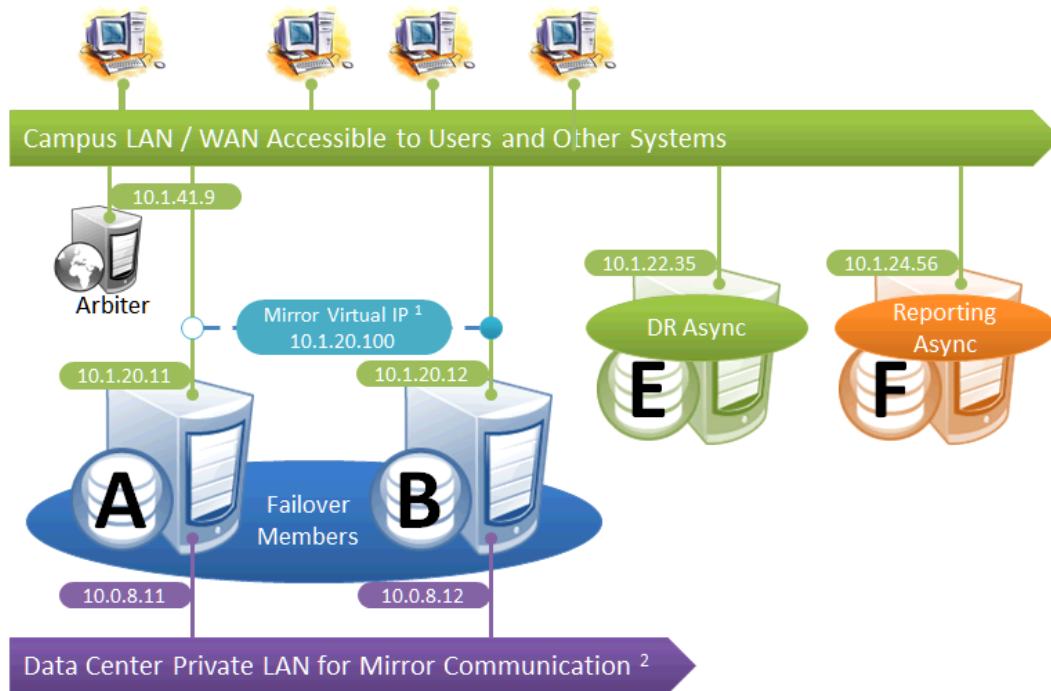 Campus LAN / WAN Accessible to Users and Other Systems
10.1.41.9
Arbiter
Mirror Virtual IP 1
10.1.20.100
10.1.22.35
DR Async
E
10.1.24.56
Reporting
Async
F
10.1.20.11
10.1.20.12
A
B
Failover
Members
10.0.8.11
10.0.8.12
Data Center Private LAN for Mirror Communication 2